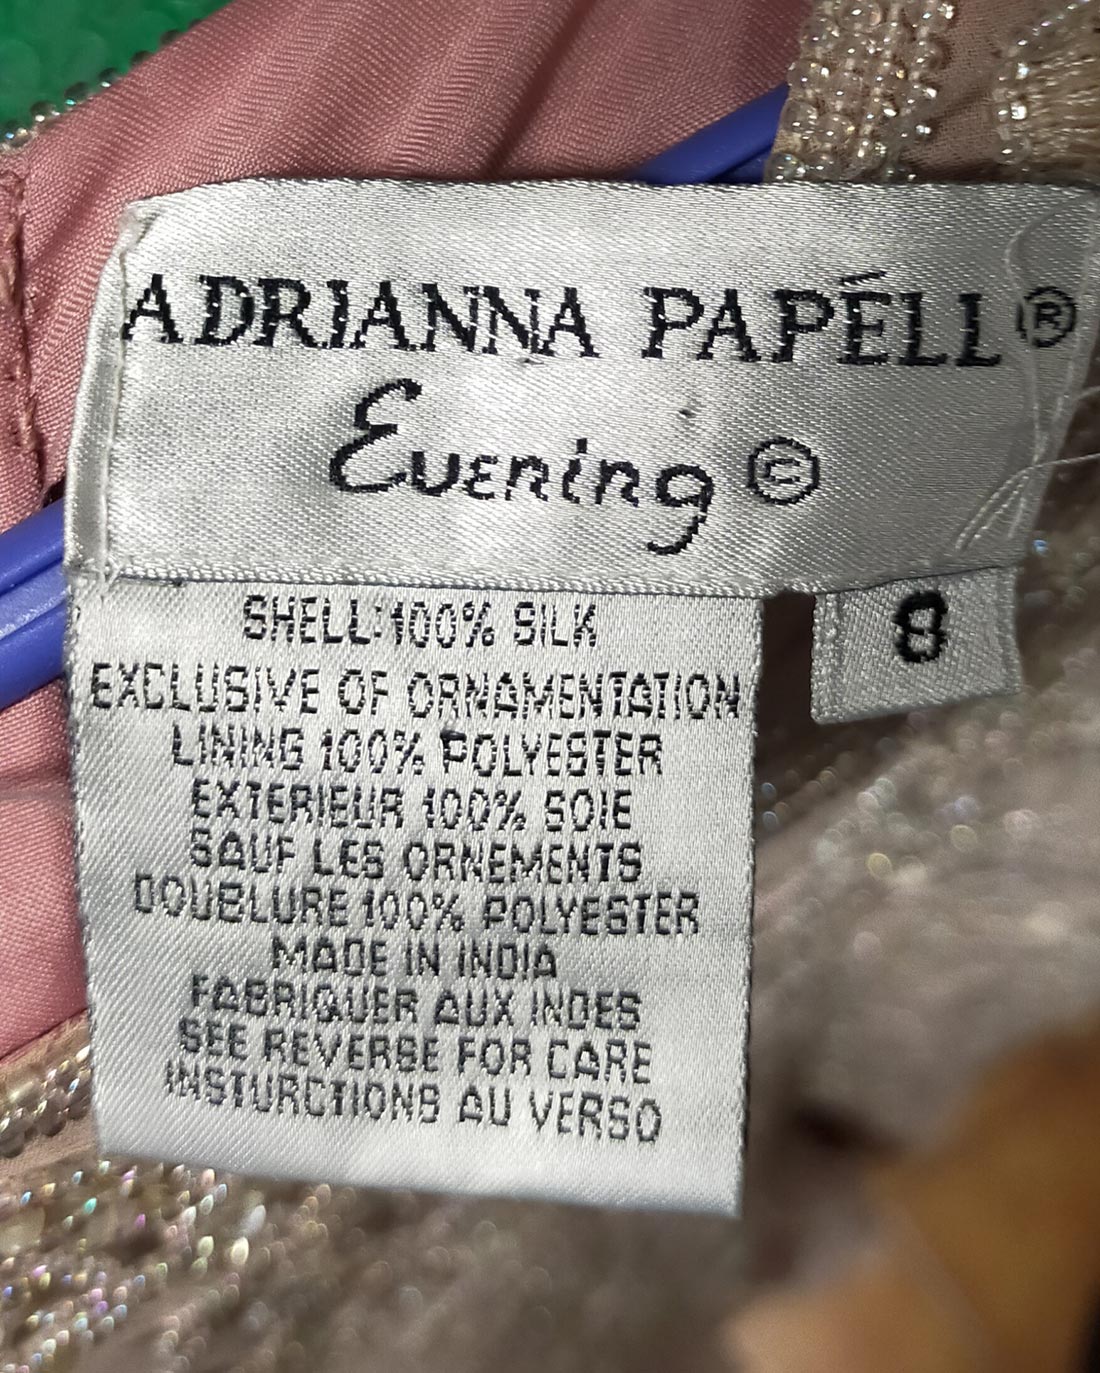 ADRIANNA PAPÉLL®
Evening ©
8
SHELL:100% SILK
EXCLUSIVE OF ORNAMENTATION
LINING 100% POLYESTER
EXTERIEUR 100% SOIE
SAUF LES ORNEMENTS
DOUBLURE 100% POLYESTER
MADE IN INDIA
FABRIQUER AUX INDES
SEE REVERSE FOR CARE
INSTURCTIONS AU VERSO